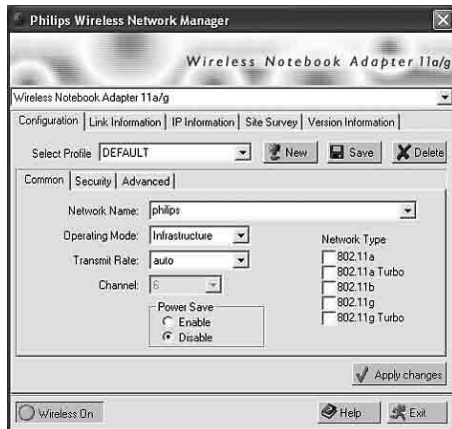 Philips Wireless Network Manager
Wireless Notebook Adapter 11a/g
Wireless Notebook Adapter 11a/g
Configuration Link Information IP Information Site Survey Version Information
Select Profile DEFAULT New Save Delete
Common Security Advanced
Network Name: philips
Operating Mode: Infrastructure
Network Type
Transmit Rate: auto
802.11a
802.11a Turbo
Channel: 6
802.11b
802.11g
802.11g Turbo
Power Save
Enable
Disable
Apply changes
Wireless On Help Exit